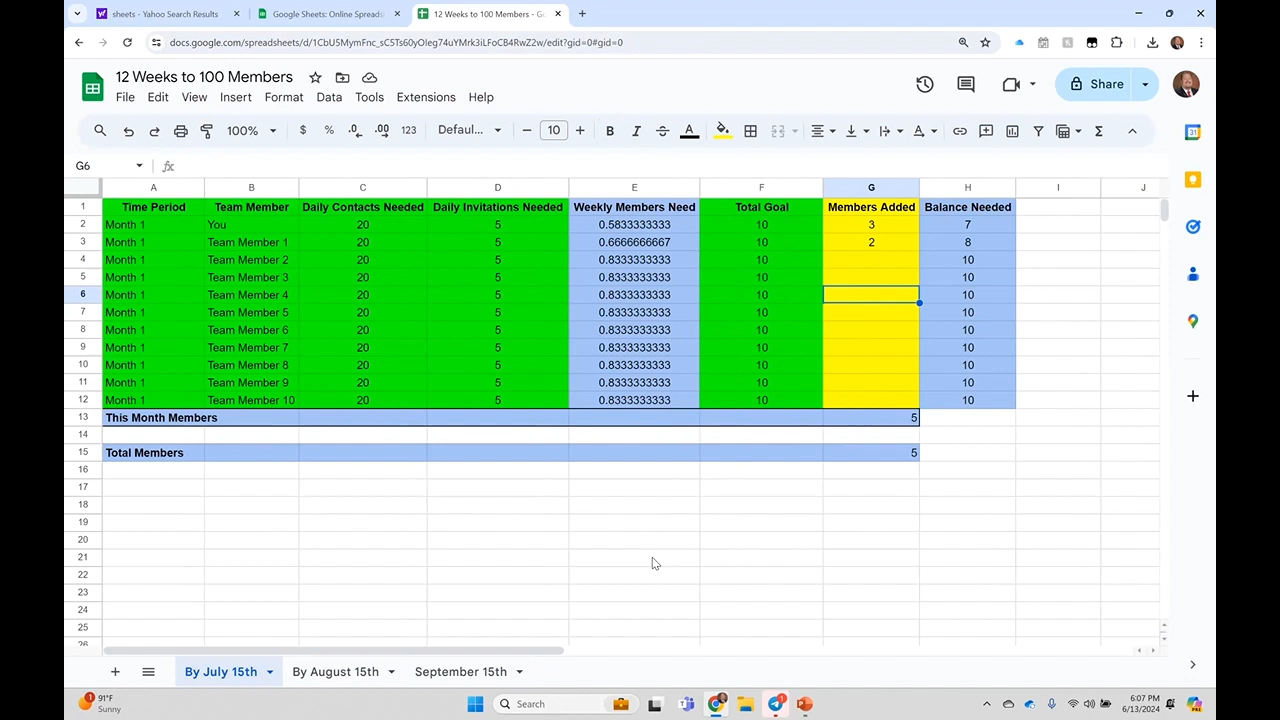 sheets - Yahoo Search Results
Google Sheets: Online Spreads
12 Weeks to 100 Members - G
docs.google.com/spreadsheets/d/1CbU5MymFnc_sC5Ts60yOleg74uYMrk3iLFoCB4RwZ2w/edit?gid=0#gid=0
12 Weeks to 100 Members
Share
File Edit View Insert Format Data Tools Extensions Help
100% $ % .0 .00 123 Defaul... 10 B I A
G6 fx
A B C D E F G H I J
1 Time Period Team Member Daily Contacts Needed Daily Invitations Needed Weekly Members Need Total Goal Members Added Balance Needed
2 Month 1 You 20 5 0.5833333333 10 3 7
3 Month 1 Team Member 1 20 5 0.6666666667 10 2 8
4 Month 1 Team Member 2 20 5 0.8333333333 10 10
5 Month 1 Team Member 3 20 5 0.8333333333 10 10
6 Month 1 Team Member 4 20 5 0.8333333333 10 10
7 Month 1 Team Member 5 20 5 0.8333333333 10 10
8 Month 1 Team Member 6 20 5 0.8333333333 10 10
9 Month 1 Team Member 7 20 5 0.8333333333 10 10
10 Month 1 Team Member 8 20 5 0.8333333333 10 10
11 Month 1 Team Member 9 20 5 0.8333333333 10 10
12 Month 1 Team Member 10 20 5 0.8333333333 10 10
13 This Month Members 5
14
15 Total Members 5
16
17
18
19
20
21
22
23
24
25
26
By July 15th By August 15th September 15th
91°F
Sunny
Search
6:07 PM
6/13/2024